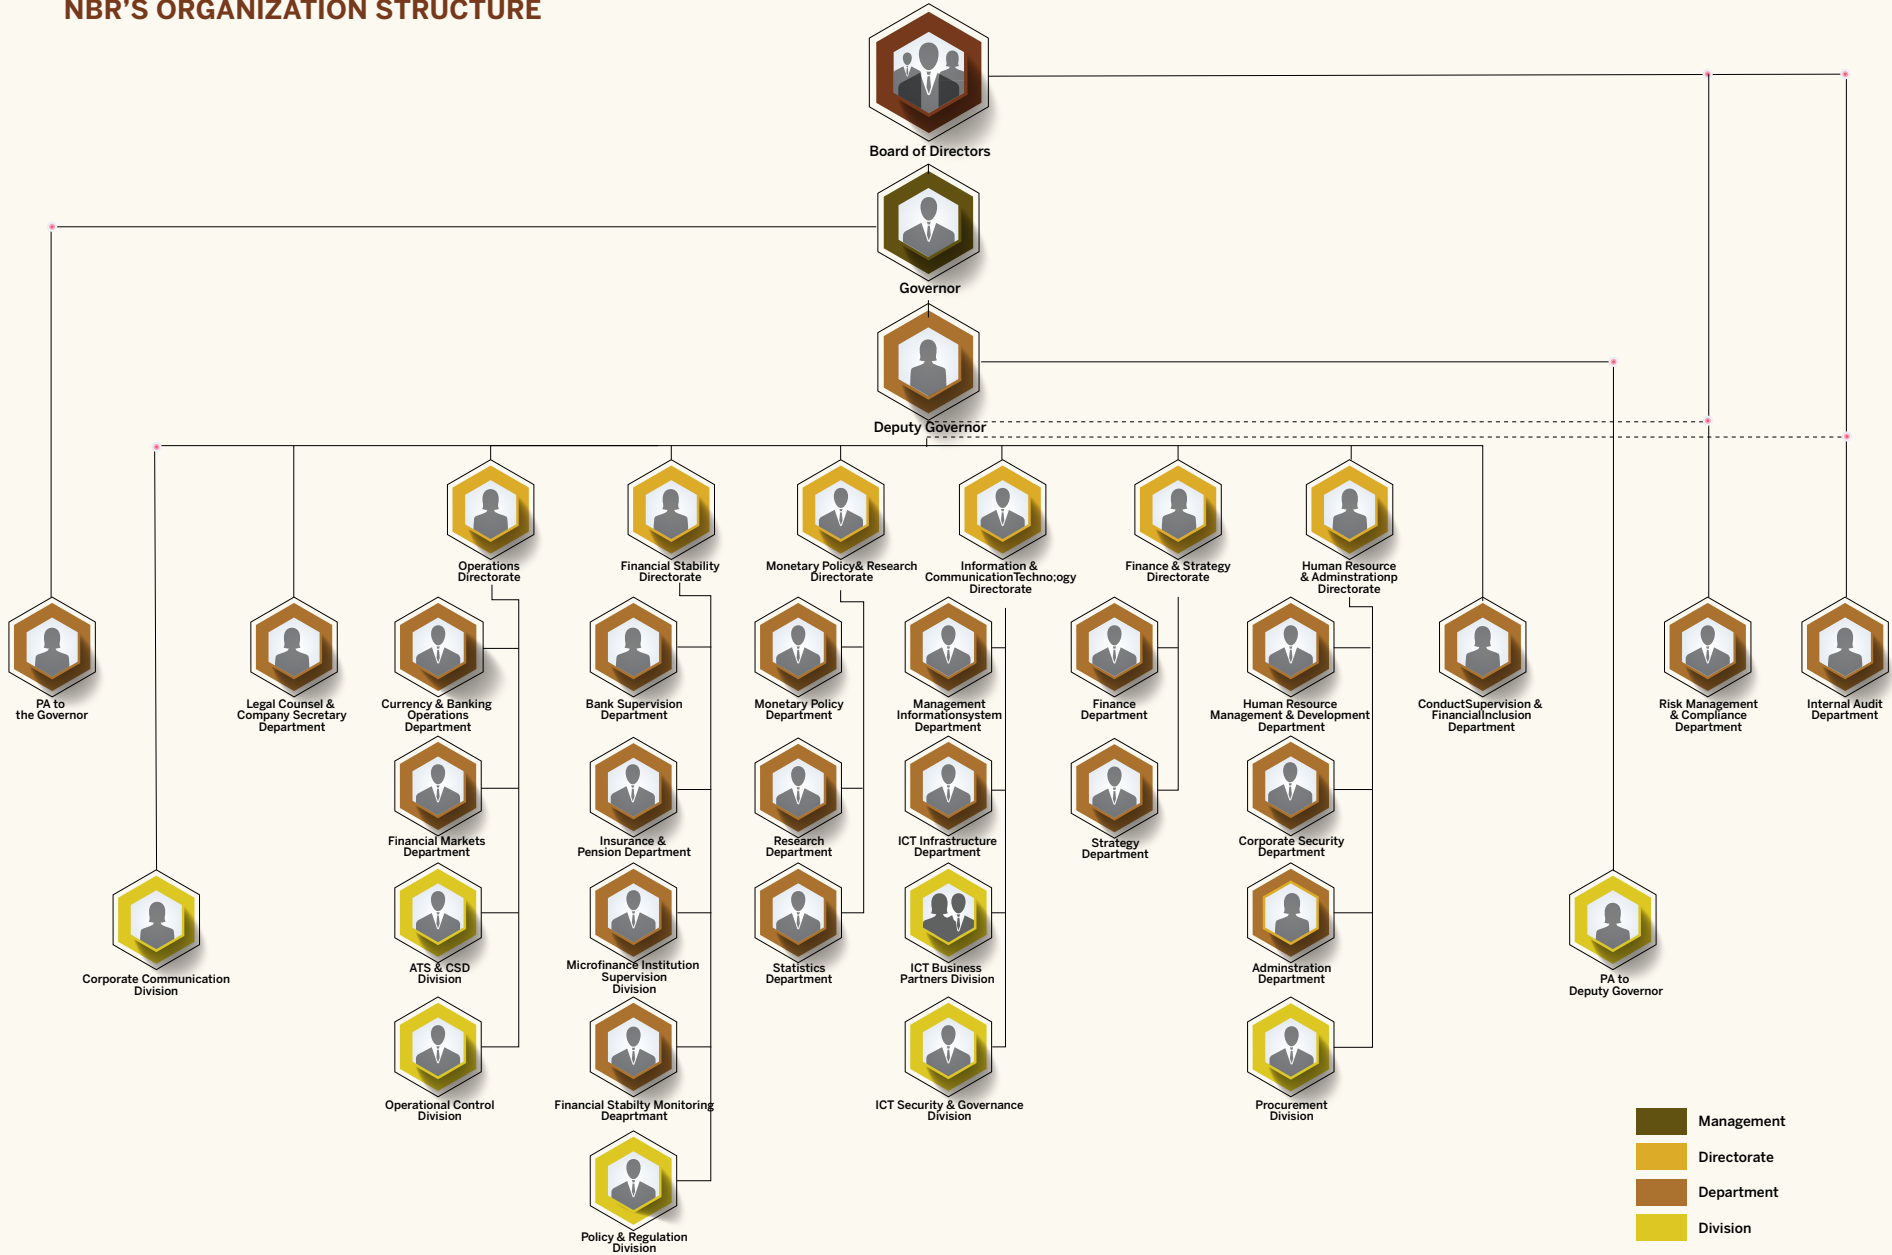 NBR'S ORGANIZATION STRUCTURE
Board of Directors
Governor
Deputy Governor
Operations
Directorate
Financial Stability
Directorate
Monetary Policy& Research
Directorate
Information &
CommunicationTechno;ogy
Directorate
Finance & Strategy
Directorate
Human Resource
& Adminstrationp
Directorate
PA to
the Governor
Legal Counsel &
Company Secretary
Department
Currency & Banking
Operations
Department
Bank Supervision
Department
Monetary Policy
Department
Management
Informationsystem
Department
Finance
Department
Human Resource
Management & Development
Department
ConductSupervision &
FinancialInclusion
Department
Risk Management
& Compliance
Department
Internal Audit
Department
Financial Markets
Department
Insurance &
Pension Department
Research
Department
ICT Infrastructure
Department
Strategy
Department
Corporate Security
Department
Corporate Communication
Division
ATS & CSD
Division
Microfinance Institution
Supervision
Division
Statistics
Department
ICT Business
Partners Division
Adminstration
Department
PA to
Deputy Governor
Operational Control
Division
Financial Stabilty Monitoring
Deaprtmant
ICT Security & Governance
Division
Procurement
Division
Policy & Regulation
Division
Management
Directorate
Department
Division